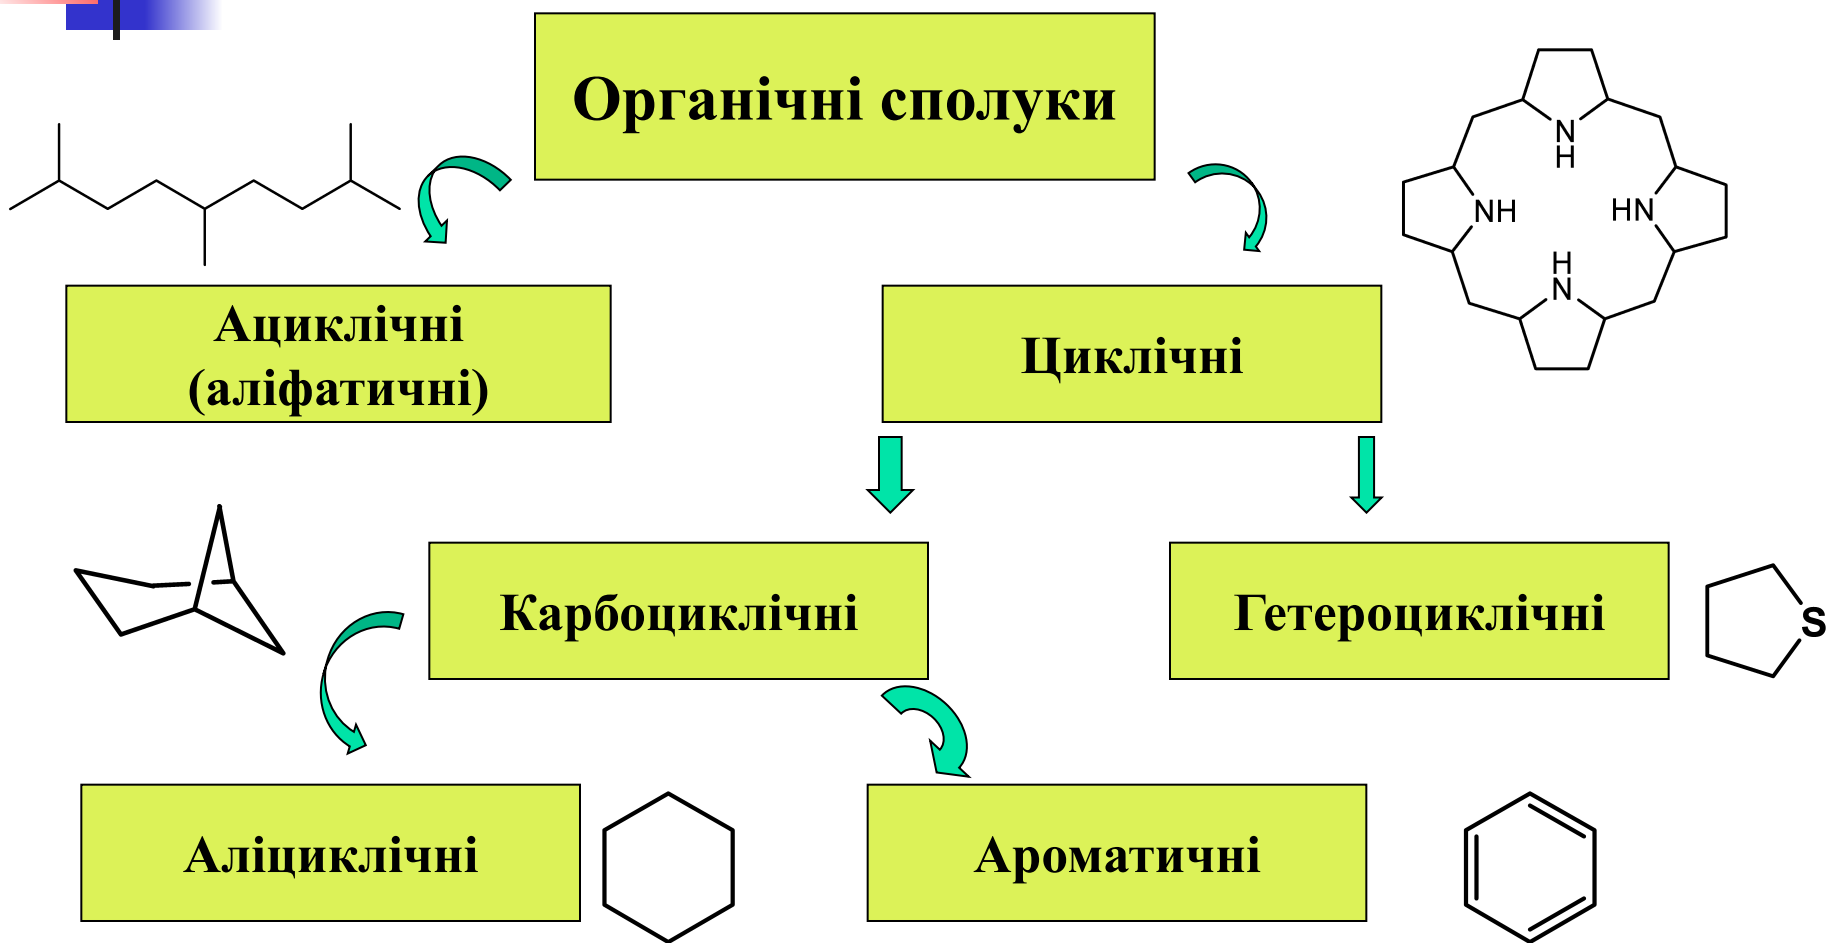 Органічні сполуки
N
H
NH
HN
H
N
Ациклічні
(аліфатичні)
Циклічні
Карбоциклічні
Гетероциклічні
S
Аліциклічні
Ароматичні